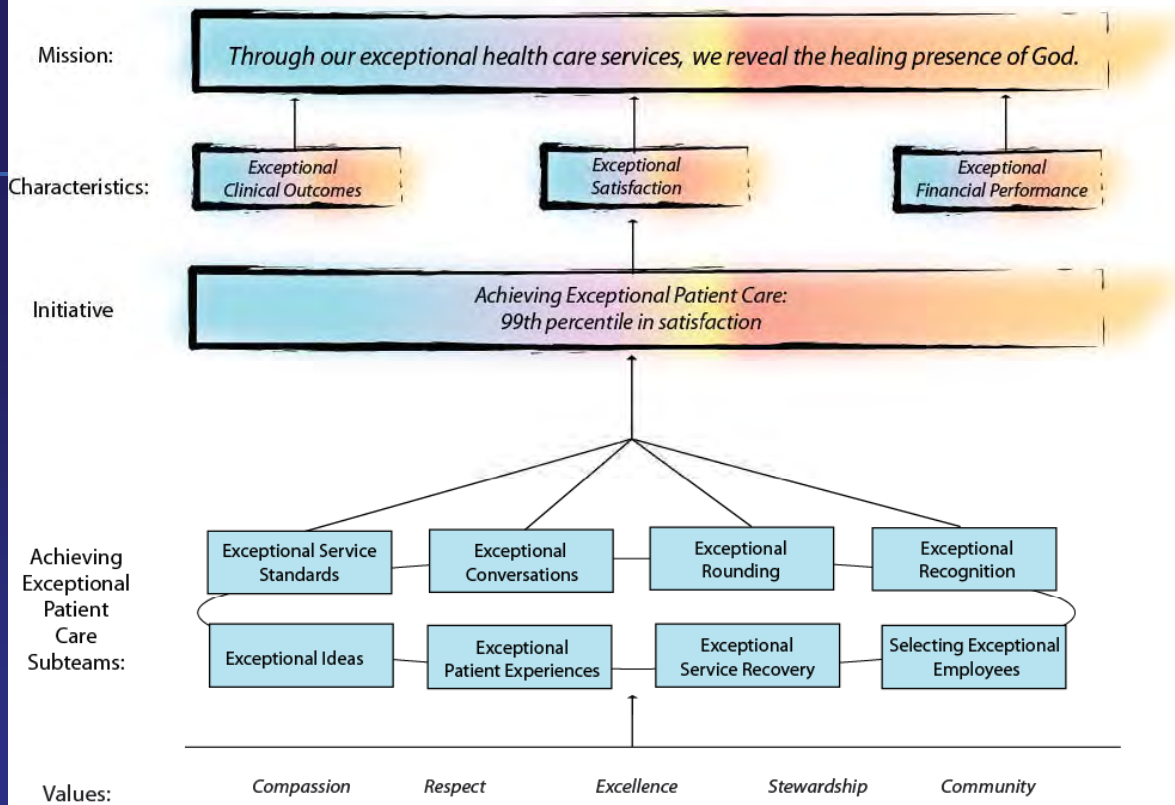 Mission:
Through our exceptional health care services, we reveal the healing presence of God.
Characteristics:
Exceptional
Clinical Outcomes
Exceptional
Satisfaction
Exceptional
Financial Performance
Initiative
Achieving Exceptional Patient Care:
99th percentile in satisfaction
Achieving
Exceptional
Patient
Care
Subteams:
Exceptional Service
Standards
Exceptional
Conversations
Exceptional
Rounding
Exceptional
Recognition
Exceptional Ideas
Exceptional
Patient Experiences
Exceptional
Service Recovery
Selecting Exceptional
Employees
Values:
Compassion
Respect
Excellence
Stewardship
Community